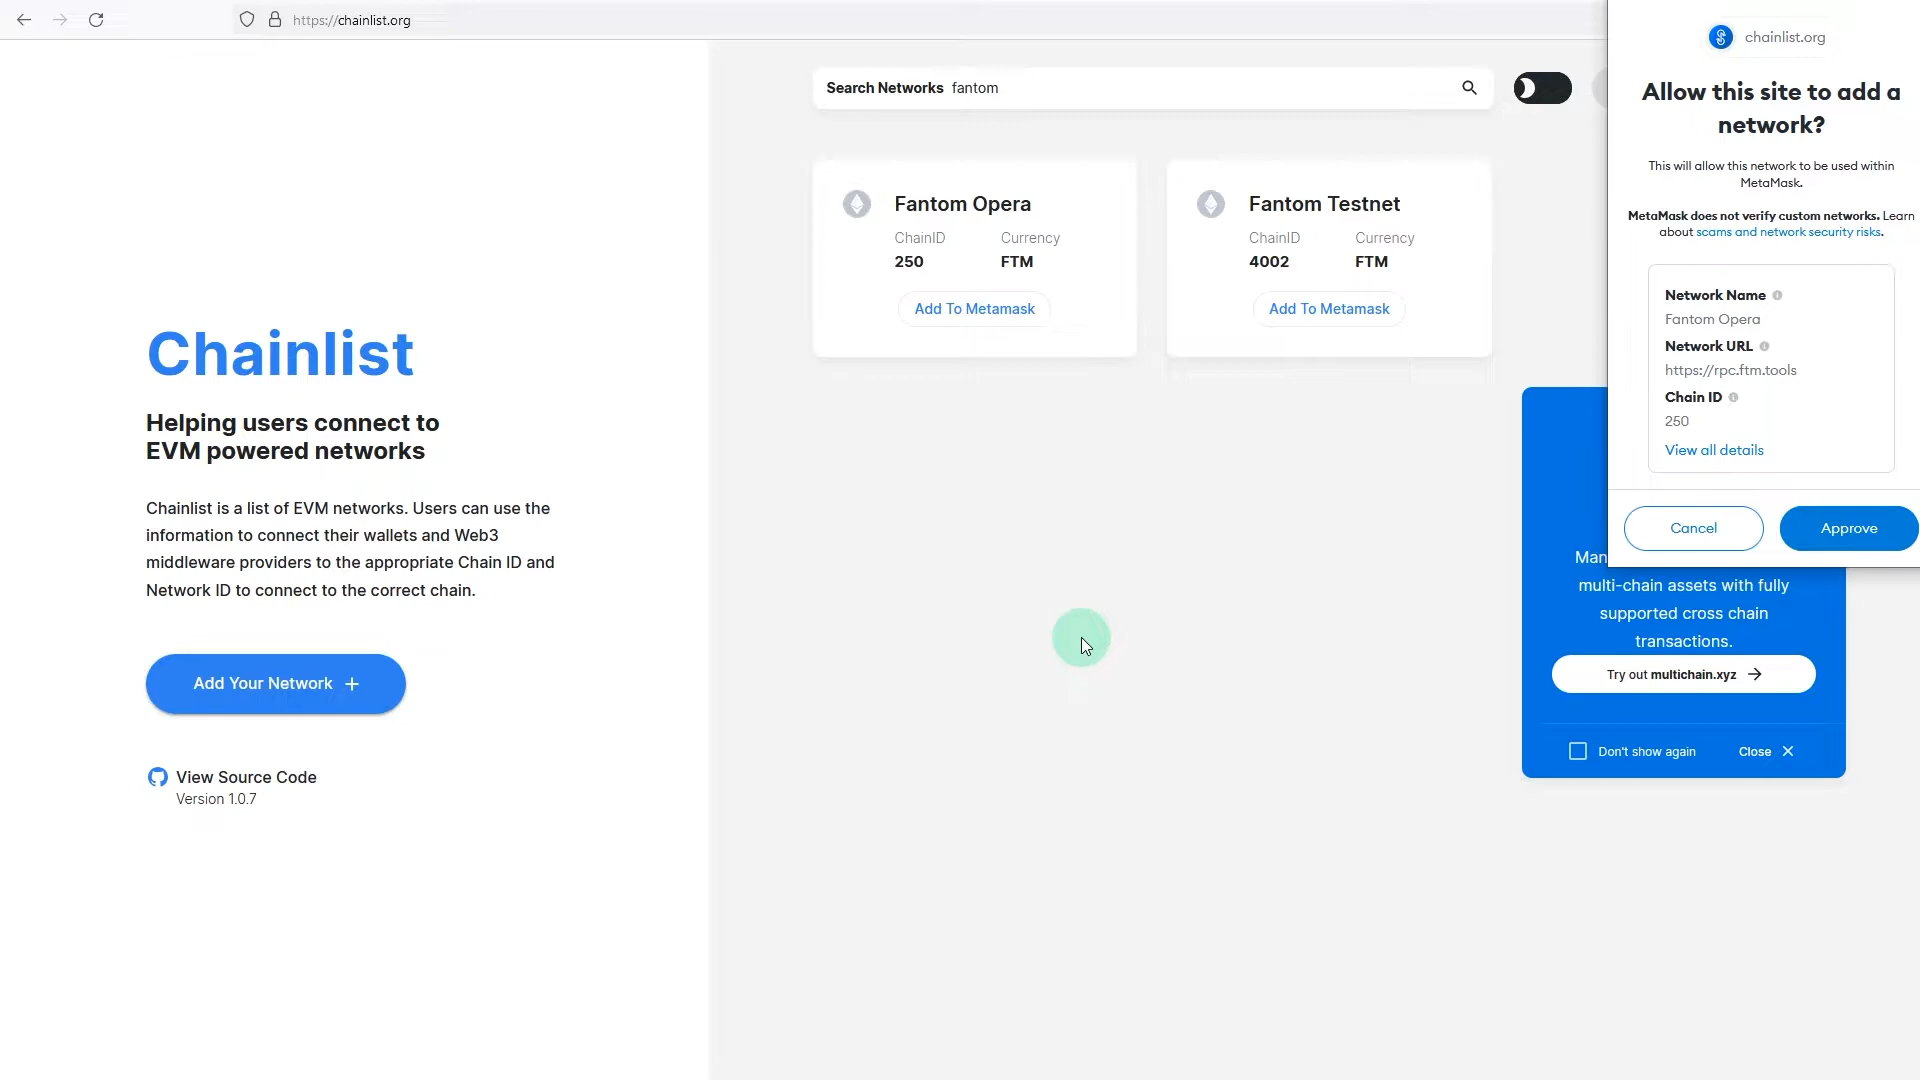 https://chainlist.org
Chainlist
Helping users connect to
EVM powered networks
Chainlist is a list of EVM networks. Users can use the
information to connect their wallets and Web3
middleware providers to the appropriate Chain ID and
Network ID to connect to the correct chain.
Add Your Network +
View Source Code
Version 1.0.7
Search Networks fantom
Fantom Opera
ChainID Currency
250 FTM
Add To Metamask
Fantom Testnet
ChainID Currency
4002 FTM
Add To Metamask
Man
multi-chain assets with fully
supported cross chain
transactions.
Try out multichain.xyz
Don't show again Close
chainlist.org
Allow this site to add a
network?
This will allow this network to be used within
MetaMask.
MetaMask does not verify custom networks. Learn
about scams and network security risks.
Network Name
Fantom Opera
Network URL
https://rpc.ftm.tools
Chain ID
250
View all details
Cancel Approve